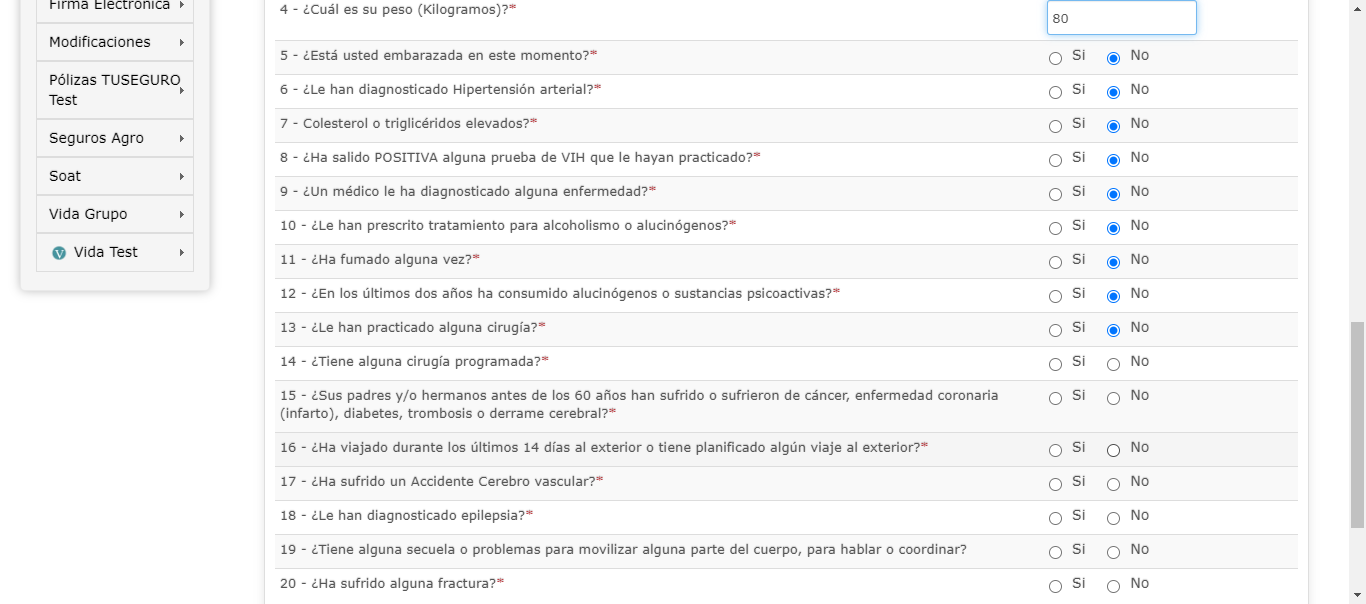 Firma Electrónica
Modificaciones
Pólizas TUSEGURO
Test
Seguros Agro
Soat
Vida Grupo
V Vida Test
4 - ¿Cuál es su peso (Kilogramos)?* 80
5 - ¿Está usted embarazada en este momento?* Si No
6 - ¿Le han diagnosticado Hipertensión arterial?* Si No
7 - Colesterol o triglicéridos elevados?* Si No
8 - ¿Ha salido POSITIVA alguna prueba de VIH que le hayan practicado?* Si No
9 - ¿Un médico le ha diagnosticado alguna enfermedad?* Si No
10 - ¿Le han prescrito tratamiento para alcoholismo o alucinógenos?* Si No
11 - ¿Ha fumado alguna vez?* Si No
12 - ¿En los últimos dos años ha consumido alucinógenos o sustancias psicoactivas?* Si No
13 - ¿Le han practicado alguna cirugía?* Si No
14 - ¿Tiene alguna cirugía programada?* Si No
15 - ¿Sus padres y/o hermanos antes de los 60 años han sufrido o sufrieron de cáncer, enfermedad coronaria Si No
(infarto), diabetes, trombosis o derrame cerebral?*
16 - ¿Ha viajado durante los últimos 14 días al exterior o tiene planificado algún viaje al exterior?* Si No
17 - ¿Ha sufrido un Accidente Cerebro vascular?* Si No
18 - ¿Le han diagnosticado epilepsia?* Si No
19 - ¿Tiene alguna secuela o problemas para movilizar alguna parte del cuerpo, para hablar o coordinar? Si No
20 - ¿Ha sufrido alguna fractura?* Si No